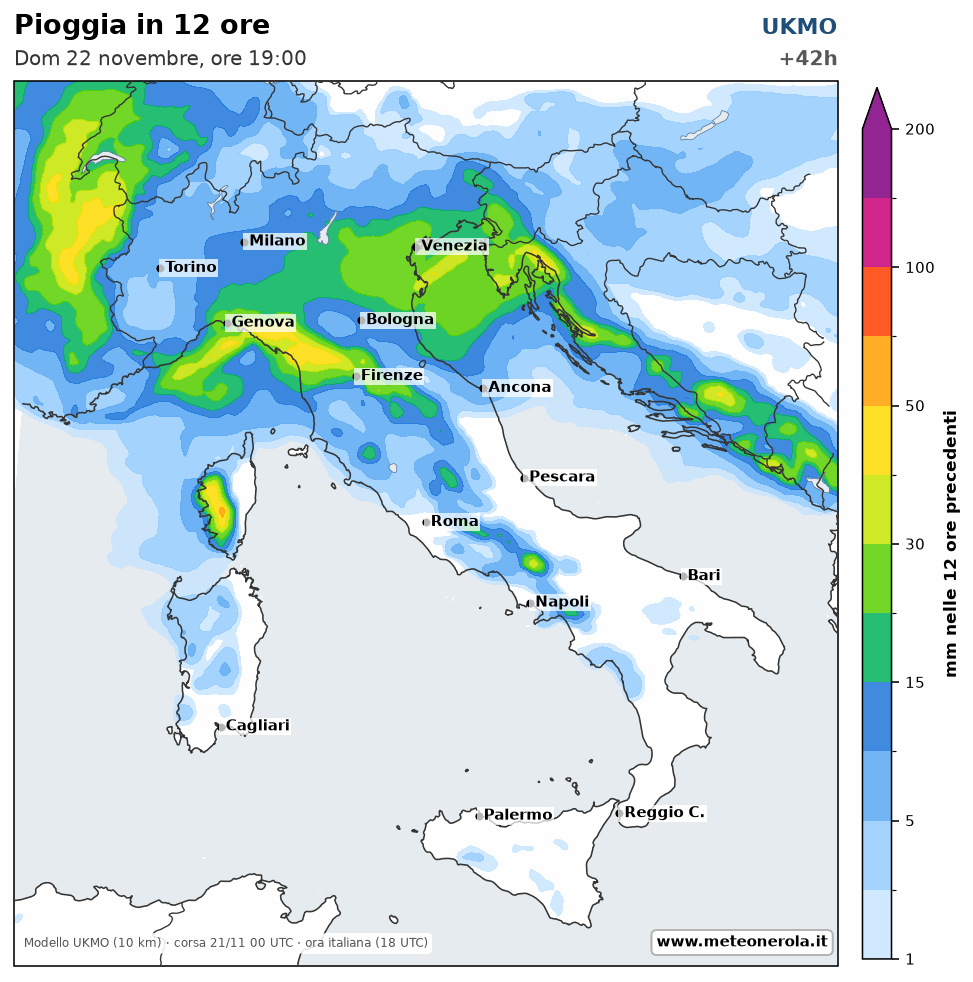 Pioggia in 12 ore
UKMO
Dom 22 novembre, ore 19:00
+42h
200
100
50
30
15
5
1
mm nelle 12 ore precedenti
Milano
Venezia
Torino
Genova
Bologna
Firenze
Ancona
Pescara
Roma
Bari
Napoli
Cagliari
Palermo
Reggio C.
Modello UKMO (10 km) · corsa 21/11 00 UTC · ora italiana (18 UTC)
www.meteonerola.it